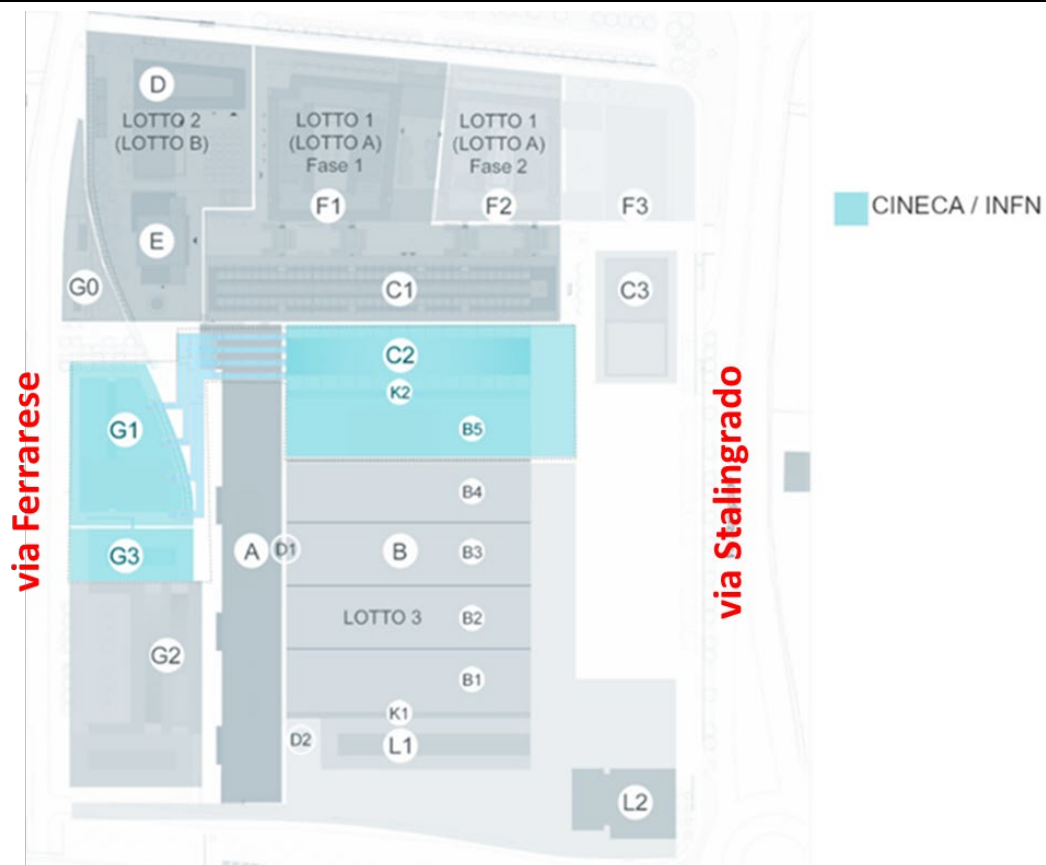 D
LOTTO 2
(LOTTO B)
LOTTO 1
(LOTTO A)
Fase 1
LOTTO 1
(LOTTO A)
Fase 2
F1
F2
F3
CINECA / INFN
E
G0
C1
C3
C2
K2
via Ferrarese
via Stalingrado
G1
B5
B4
G3
A
D1
B
B3
LOTTO 3
B2
G2
B1
K1
D2
L1
L2